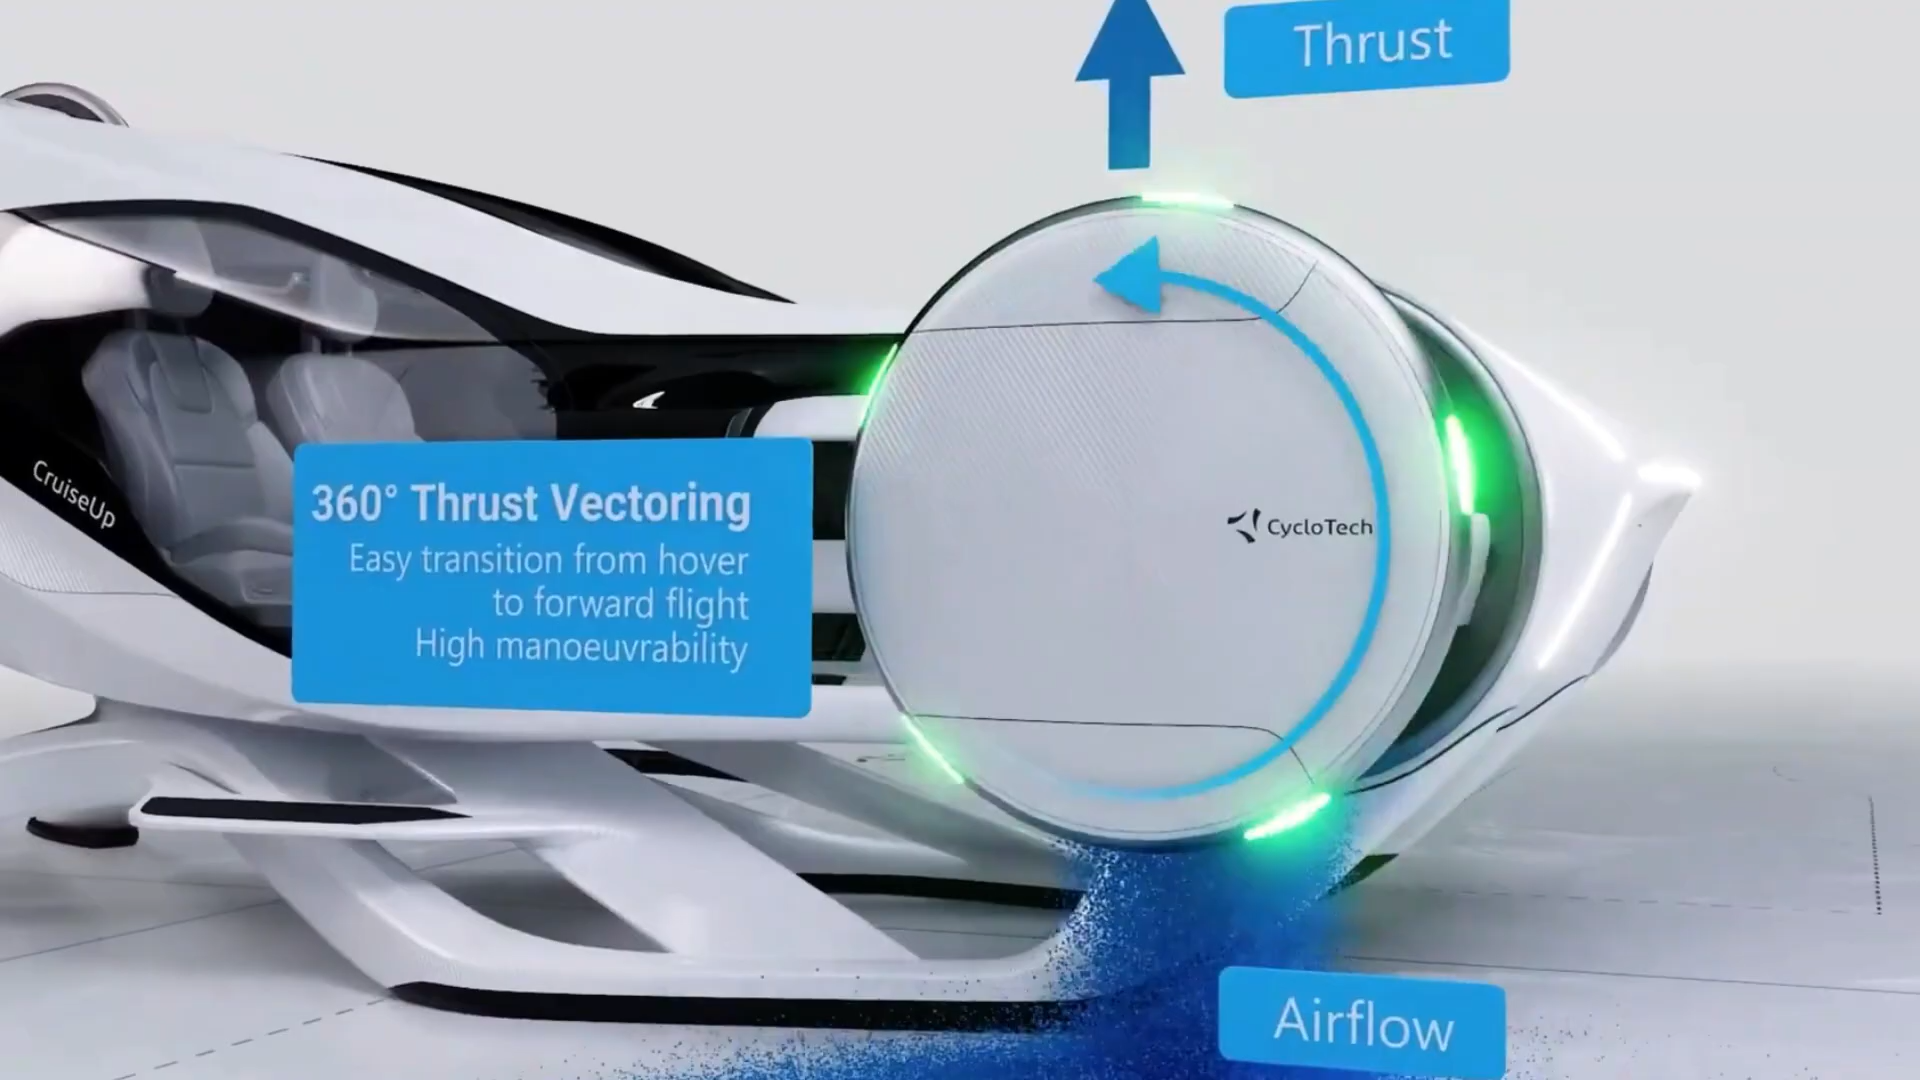 Thrust
CruiseUp
360° Thrust Vectoring
Easy transition from hover
to forward flight
High manoeuvrability
CycloTech
Airflow